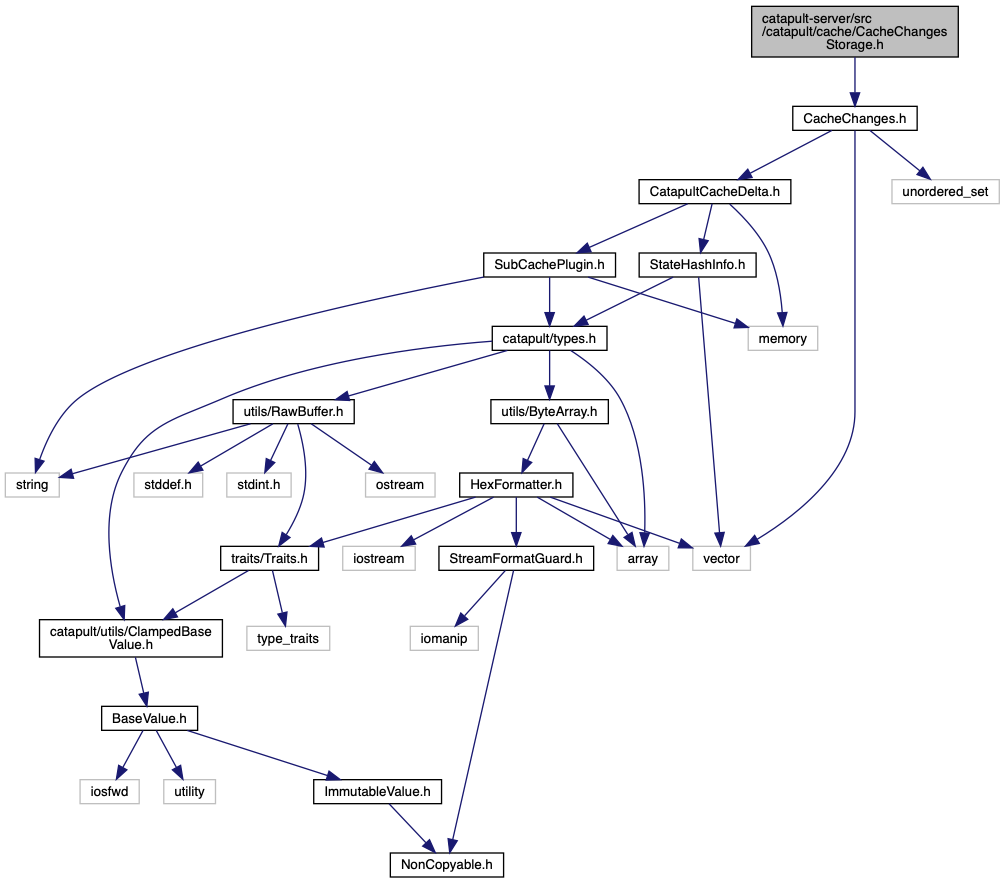 catapult-server/src
/catapult/cache/CacheChanges
Storage.h
CacheChanges.h
CatapultCacheDelta.h
unordered_set
SubCachePlugin.h
StateHashInfo.h
catapult/types.h
memory
utils/RawBuffer.h
utils/ByteArray.h
string
stddef.h
stdint.h
ostream
HexFormatter.h
traits/Traits.h
iostream
StreamFormatGuard.h
array
vector
catapult/utils/ClampedBase
Value.h
type_traits
iomanip
BaseValue.h
iosfwd
utility
ImmutableValue.h
NonCopyable.h